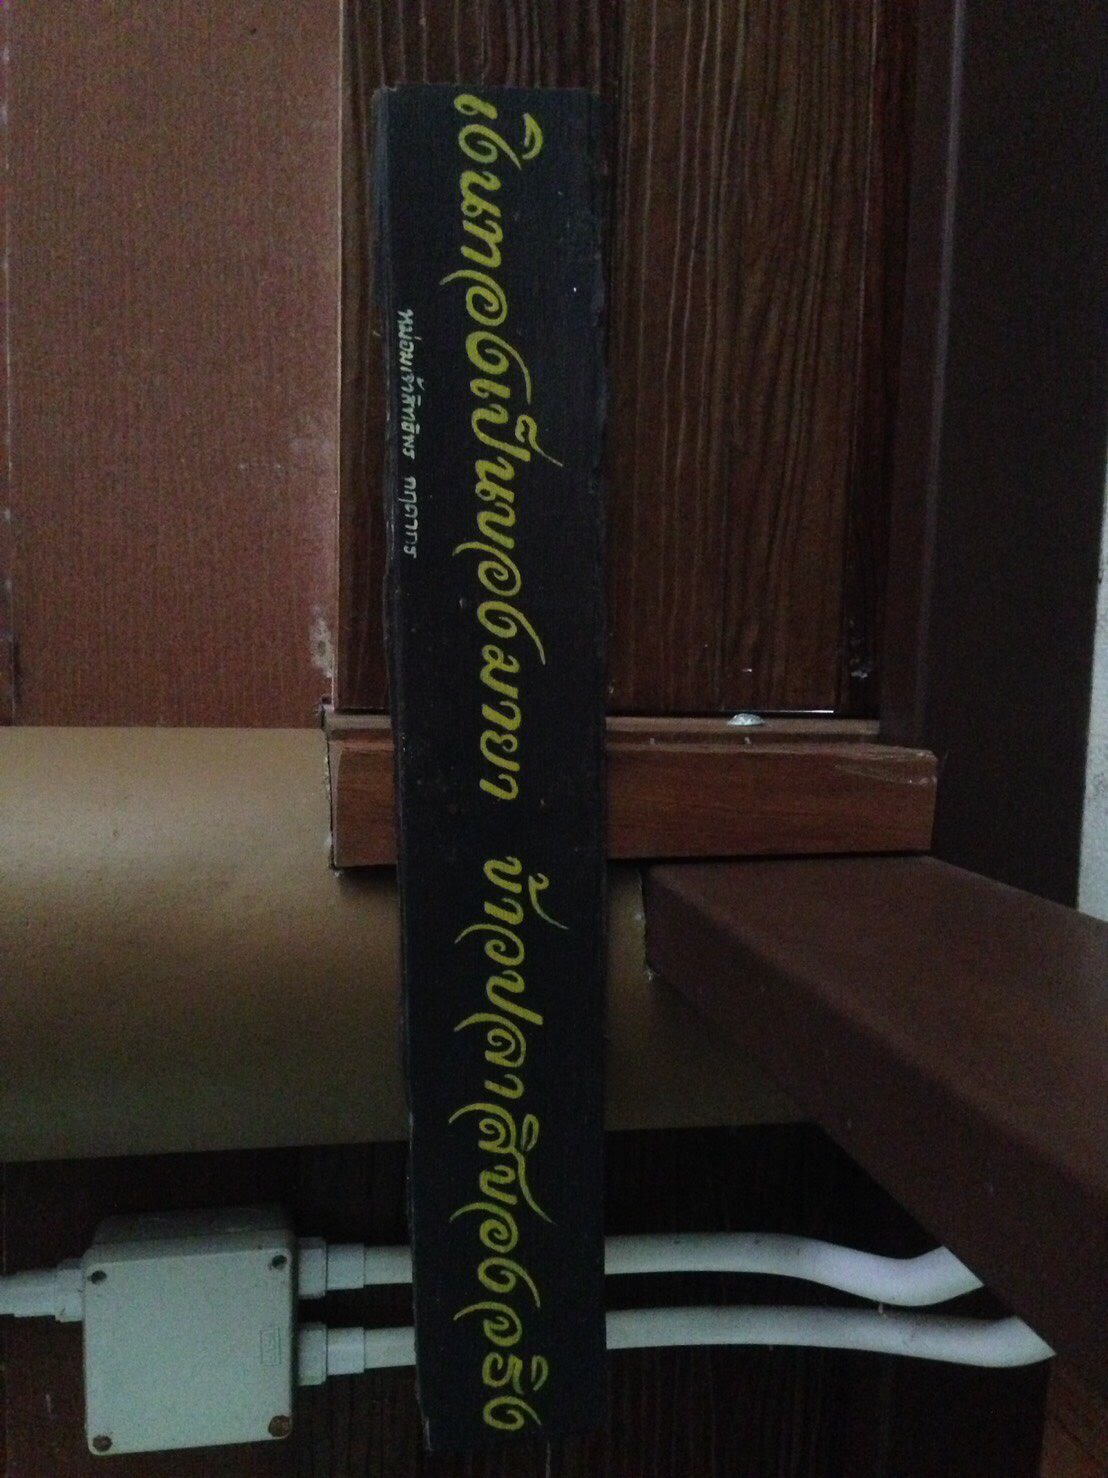 เงินทองเป็นของมายา ข้าวปลาสิของจริง
หม่อมเจ้าสิทธิพร กฤดากร